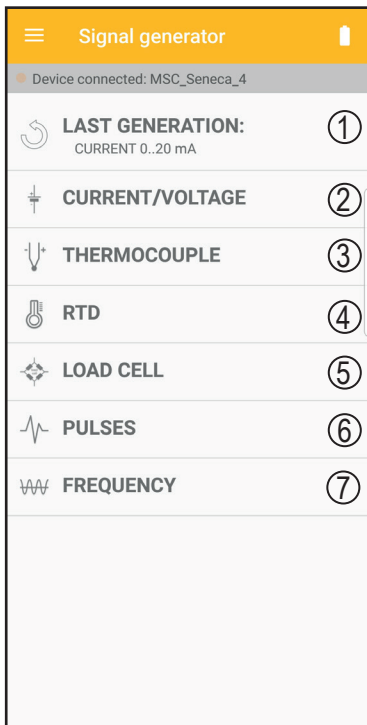 Signal generator
Device connected: MSC_Seneca_4
LAST GENERATION: ①
CURRENT 0..20 mA
CURRENT/VOLTAGE ②
THERMOCOUPLE ③
RTD ④
LOAD CELL ⑤
PULSES ⑥
FREQUENCY ⑦